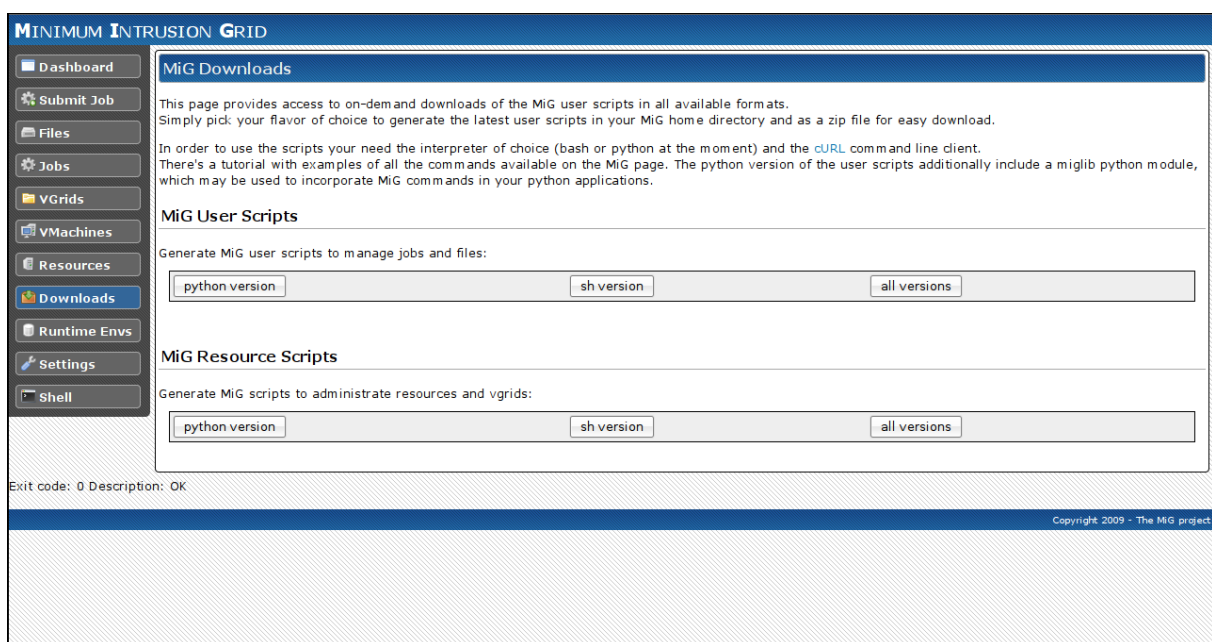 MINIMUM INTRUSION GRID
Dashboard
Submit Job
Files
Jobs
VGrids
VMachines
Resources
Downloads
Runtime Envs
Settings
Shell
MiG Downloads
This page provides access to on-demand downloads of the MiG user scripts in all available formats.
Simply pick your flavor of choice to generate the latest user scripts in your MiG home directory and as a zip file for easy download.
In order to use the scripts your need the interpreter of choice (bash or python at the moment) and the cURL command line client.
There's a tutorial with examples of all the commands available on the MiG page. The python version of the user scripts additionally include a miglib python module,
which may be used to incorporate MiG commands in your python applications.
MiG User Scripts
Generate MiG user scripts to manage jobs and files:
python version sh version all versions
MiG Resource Scripts
Generate MiG scripts to administrate resources and vgrids:
python version sh version all versions
Exit code: 0 Description: OK
Copyright 2009 - The MiG project